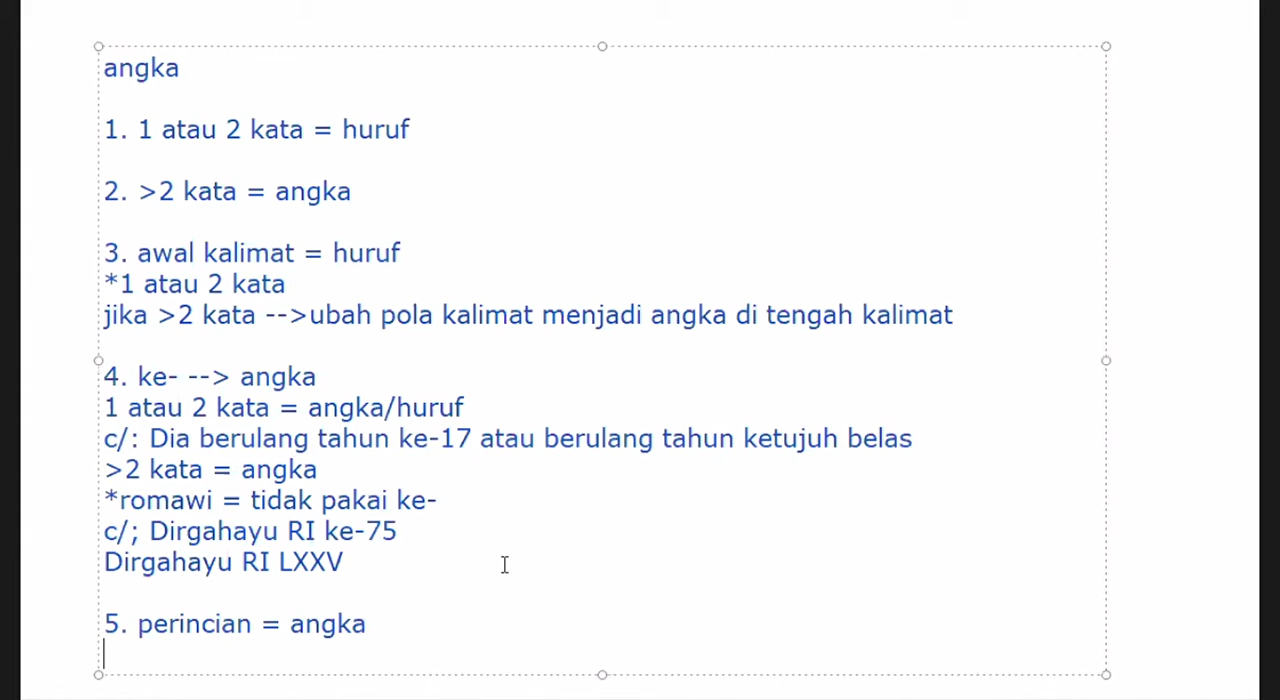 angka
1. 1 atau 2 kata = huruf
2. >2 kata = angka
3. awal kalimat = huruf
*1 atau 2 kata
jika >2 kata -->ubah pola kalimat menjadi angka di tengah kalimat
4. ke- --> angka
1 atau 2 kata = angka/huruf
c/: Dia berulang tahun ke-17 atau berulang tahun ketujuh belas
>2 kata = angka
*romawi = tidak pakai ke-
c/; Dirgahayu RI ke-75
Dirgahayu RI LXXV
5. perincian = angka